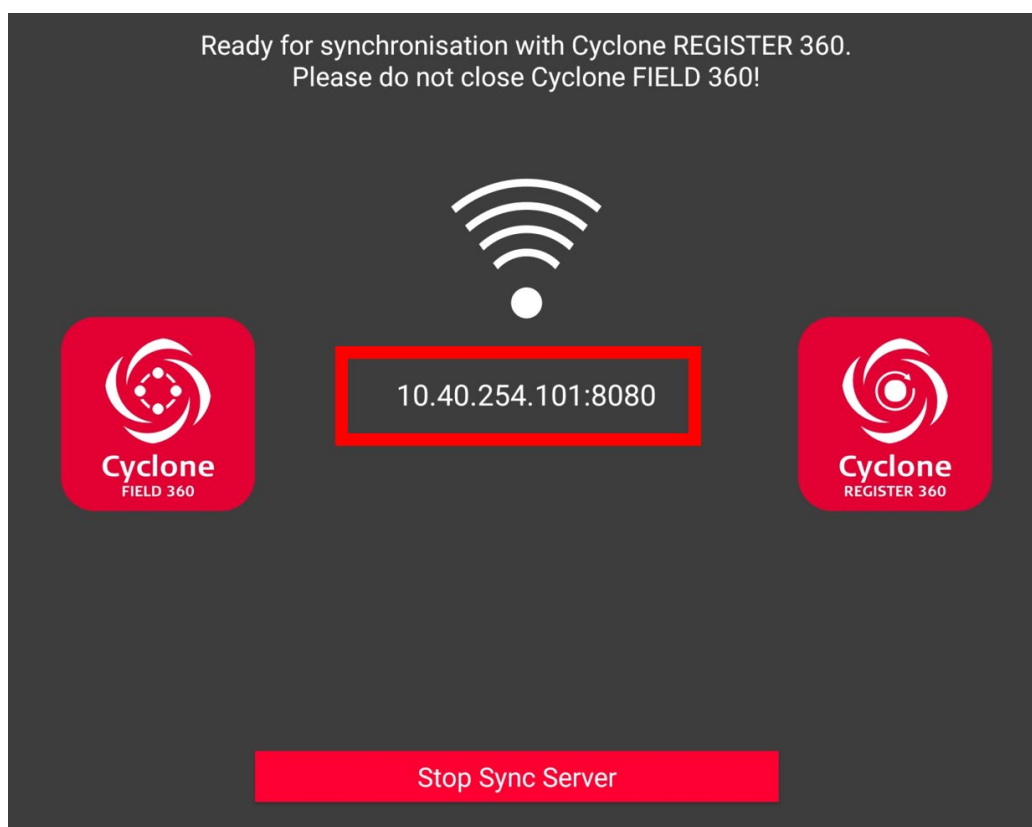 Ready for synchronisation with Cyclone REGISTER 360.
Please do not close Cyclone FIELD 360!
10.40.254.101:8080
Cyclone
FIELD 360
Cyclone
REGISTER 360
Stop Sync Server